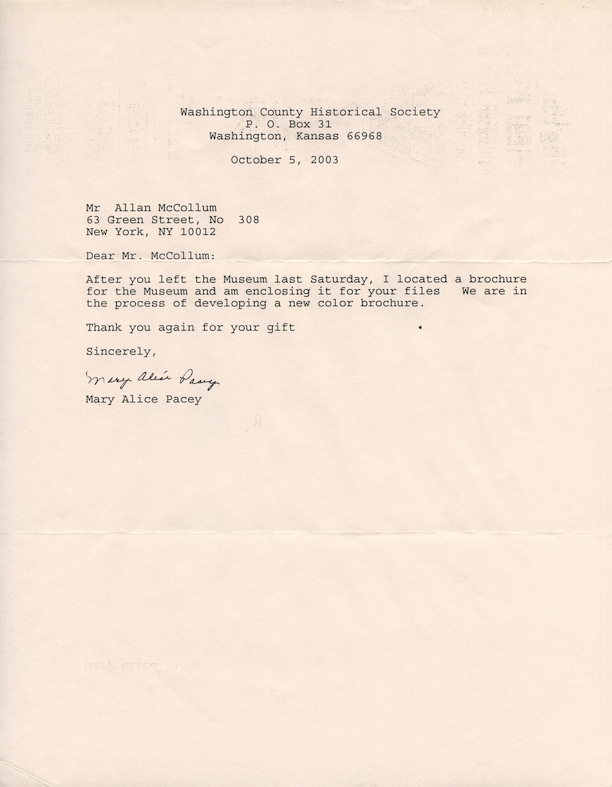 Washington County Historical Society
P. O. Box 31
Washington, Kansas 66968
October 5, 2003
Mr  Allan McCollum
63 Green Street, No  308
New York, NY 10012
Dear Mr. McCollum:
After you left the Museum last Saturday, I located a brochure
for the Museum and am enclosing it for your files   We are in
the process of developing a new color brochure.
Thank you again for your gift
Sincerely,
Mary Alice Pacey
Mary Alice Pacey